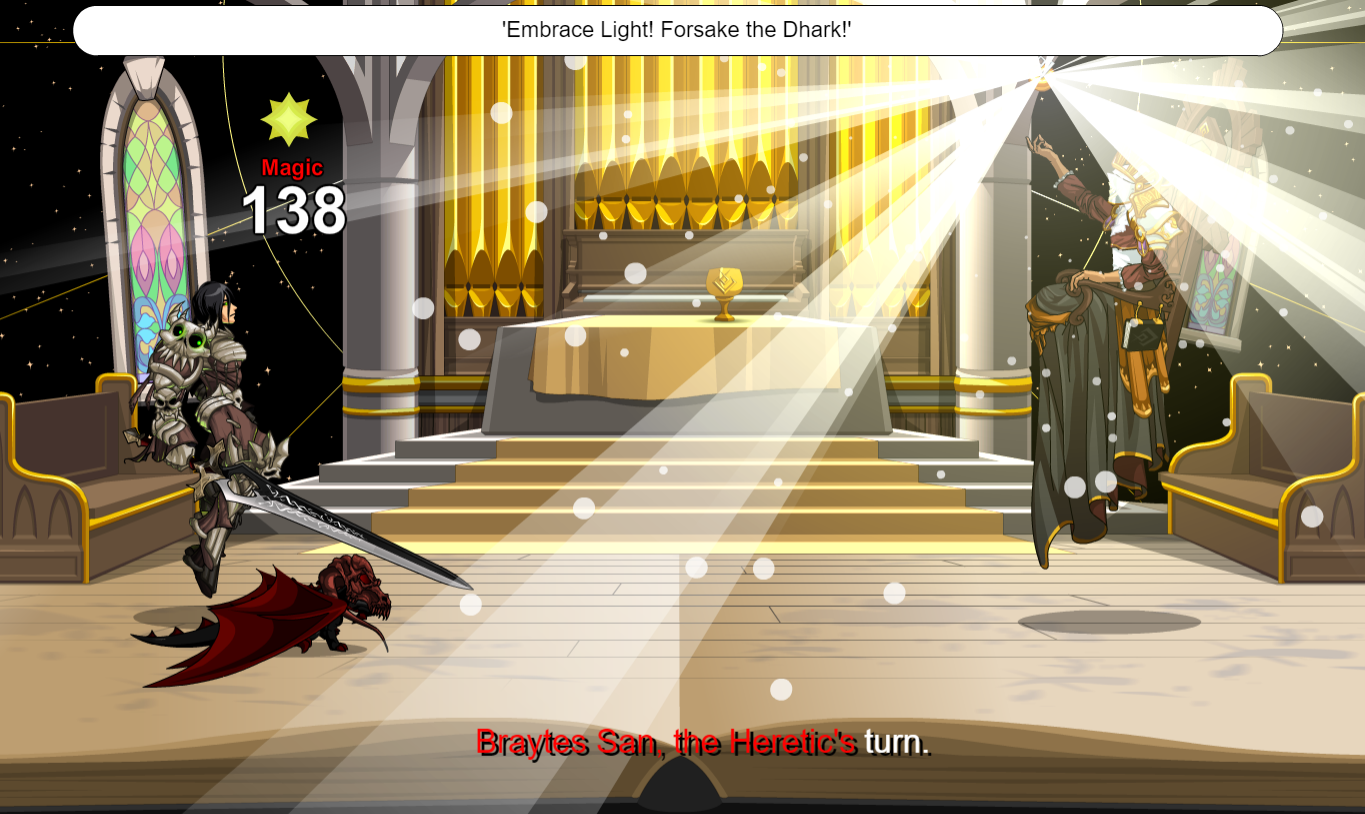 'Embrace Light! Forsake the Dhark!'
Magic
138
Braytes San, the Heretic's turn.